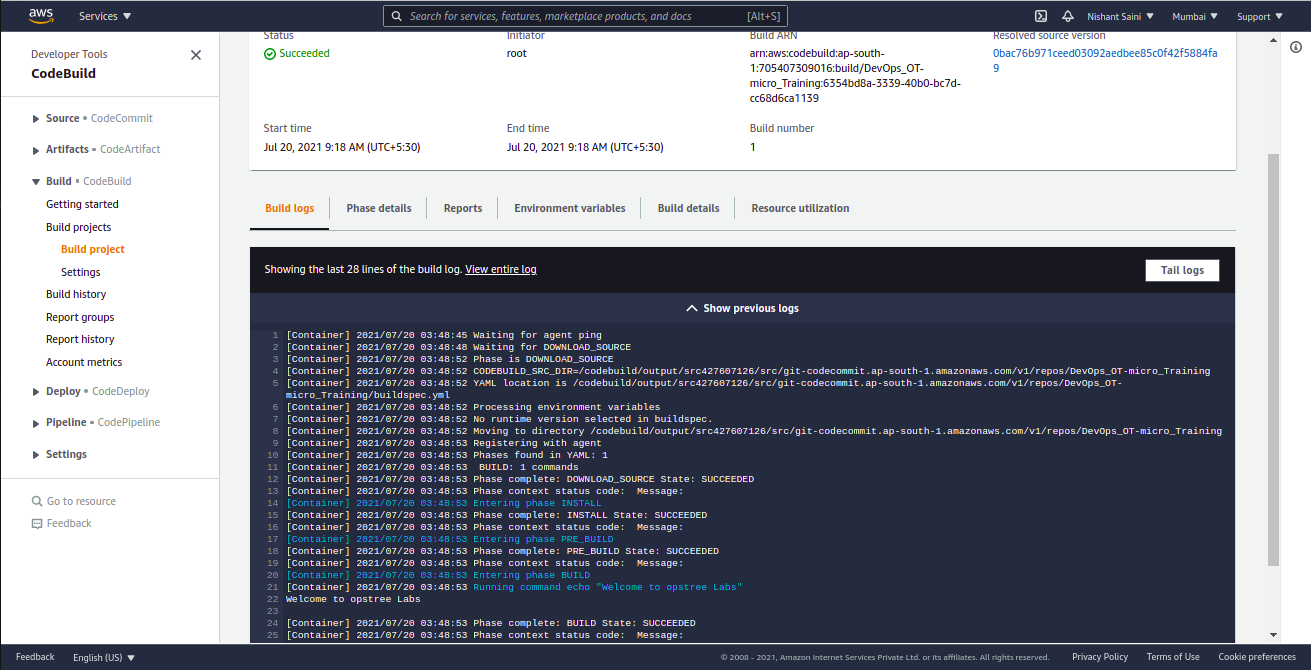 aws Services Search for services, features, marketplace products, and docs [Alt+S] Nishant Saini Mumbai Support
Developer Tools
CodeBuild
Source • CodeCommit
Artifacts • CodeArtifact
Build • CodeBuild
Getting started
Build projects
Build project
Settings
Build history
Report groups
Report history
Account metrics
Deploy • CodeDeploy
Pipeline • CodePipeline
Settings
Go to resource
Feedback
Status
Succeeded
Initiator
root
Build ARN
arn:aws:codebuild:ap-south-
1:705407309016:build/DevOps_OT-
micro_Training:6354bd8a-3339-40b0-bc7d-
cc68d6ca1139
Resolved source version
0bac76b971ceed03092aedbee85c0f42f5884fa
9
Start time
Jul 20, 2021 9:18 AM (UTC+5:30)
End time
Jul 20, 2021 9:18 AM (UTC+5:30)
Build number
1
Build logs Phase details Reports Environment variables Build details Resource utilization
Showing the last 28 lines of the build log. View entire log Tail logs
Show previous logs
1 [Container] 2021/07/20 03:48:45 Waiting for agent ping
2 [Container] 2021/07/20 03:48:48 Waiting for DOWNLOAD_SOURCE
3 [Container] 2021/07/20 03:48:52 Phase is DOWNLOAD_SOURCE
4 [Container] 2021/07/20 03:48:52 CODEBUILD_SRC_DIR=/codebuild/output/src427607126/src/git-codecommit.ap-south-1.amazonaws.com/v1/repos/DevOps_OT-micro_Training
5 [Container] 2021/07/20 03:48:52 YAML location is /codebuild/output/src427607126/src/git-codecommit.ap-south-1.amazonaws.com/v1/repos/DevOps_OT-
micro_Training/buildspec.yml
6 [Container] 2021/07/20 03:48:52 Processing environment variables
7 [Container] 2021/07/20 03:48:52 No runtime version selected in buildspec.
8 [Container] 2021/07/20 03:48:52 Moving to directory /codebuild/output/src427607126/src/git-codecommit.ap-south-1.amazonaws.com/v1/repos/DevOps_OT-micro_Training
9 [Container] 2021/07/20 03:48:53 Registering with agent
10 [Container] 2021/07/20 03:48:53 Phases found in YAML: 1
11 [Container] 2021/07/20 03:48:53  BUILD: 1 commands
12 [Container] 2021/07/20 03:48:53 Phase complete: DOWNLOAD_SOURCE State: SUCCEEDED
13 [Container] 2021/07/20 03:48:53 Phase context status code:  Message:
14 [Container] 2021/07/20 03:48:53 Entering phase INSTALL
15 [Container] 2021/07/20 03:48:53 Phase complete: INSTALL State: SUCCEEDED
16 [Container] 2021/07/20 03:48:53 Phase context status code:  Message:
17 [Container] 2021/07/20 03:48:53 Entering phase PRE_BUILD
18 [Container] 2021/07/20 03:48:53 Phase complete: PRE_BUILD State: SUCCEEDED
19 [Container] 2021/07/20 03:48:53 Phase context status code:  Message:
20 [Container] 2021/07/20 03:48:53 Entering phase BUILD
21 [Container] 2021/07/20 03:48:53 Running command echo "Welcome to opstree Labs"
22 Welcome to opstree Labs
23
24 [Container] 2021/07/20 03:48:53 Phase complete: BUILD State: SUCCEEDED
25 [Container] 2021/07/20 03:48:53 Phase context status code:  Message:
Feedback English (US) © 2008 - 2021, Amazon Internet Services Private Ltd. or its affiliates. All rights reserved. Privacy Policy Terms of Use Cookie preferences